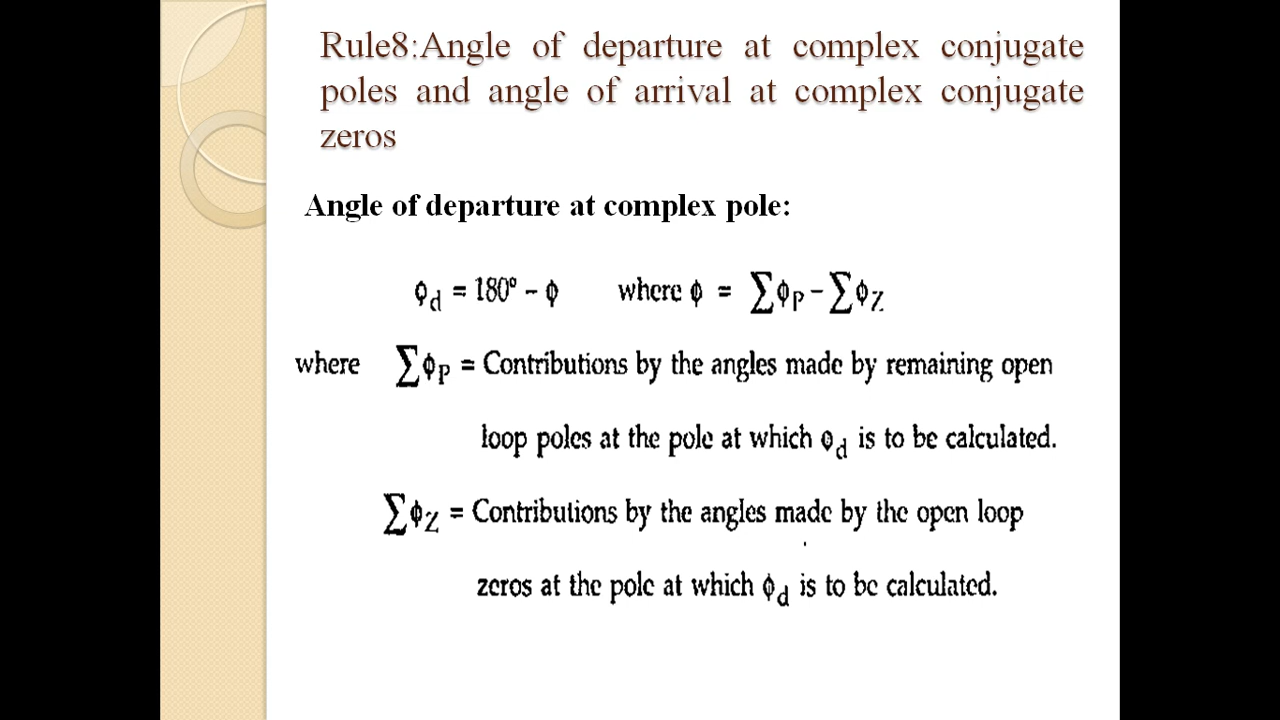 Rule8:Angle of departure at complex conjugate
poles and angle of arrival at complex conjugate
zeros
Angle of departure at complex pole:
ϕd = 180° − ϕ where ϕ = ∑ϕP − ∑ϕZ
where ∑ϕP = Contributions by the angles made by remaining open
loop poles at the pole at which ϕd is to be calculated.
∑ϕZ = Contributions by the angles made by the open loop
zeros at the pole at which ϕd is to be calculated.